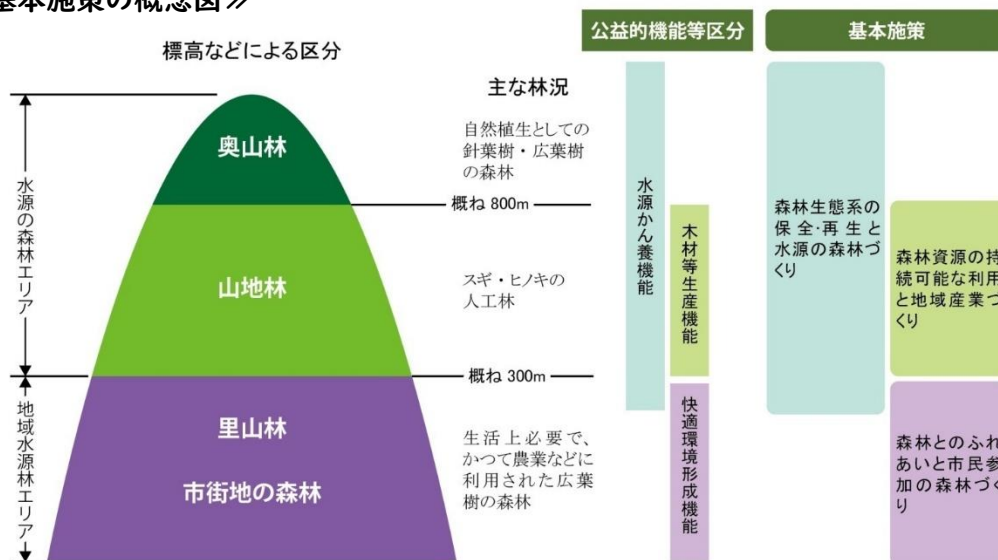 基本施策の概念図≫
標高などによる区分
公益的機能等区分
基本施策
主な林況
奥山林
自然植生としての
針葉樹・広葉樹
の森林
概ね 800m
水源の森林エリア
山地林
スギ・ヒノキの
人工林
概ね 300m
地域水源林エリア
里山林
市街地の森林
生活上必要で、
かつて農業などに
利用された広葉
樹の森林
水源かん養機能
木材等生産機能
快適環境形成機能
森林生態系の
保全・再生と
水源の森林づ
くり
森林資源の持
続可能な利用
と地域産業づ
くり
森林とのふれ
あいと市民参
加の森林づく
り